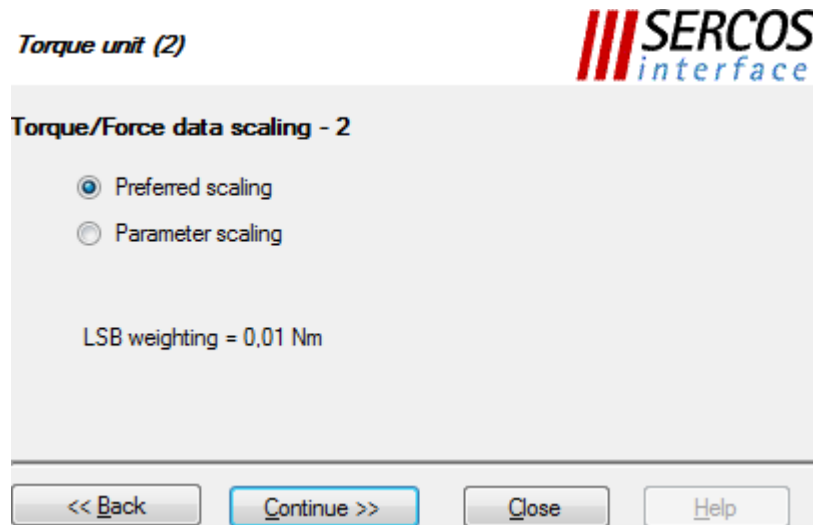 Torque unit (2)
SERCOS
interface
Torque/Force data scaling - 2
Preferred scaling
Parameter scaling
LSB weighting = 0,01 Nm
<< Back Continue >> Close Help